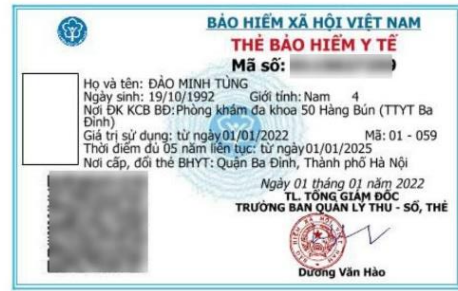 BẢO HIỂM XÃ HỘI VIỆT NAM
THẺ BẢO HIỂM Y TẾ
Mã số:
Họ và tên: ĐÀO MINH TÙNG
Ngày sinh: 19/10/1992 Giới tính: Nam 4
Nơi ĐK KCB BĐ: Phòng khám đa khoa 50 Hàng Bún (TTYT Ba
Đình)
Giá trị sử dụng: từ ngày 01/01/2022 Mã: 01 - 059
Thời điểm đủ 05 năm liên tục: từ ngày 01/01/2025
Nơi cấp, đổi thẻ BHYT: Quận Ba Đình, Thành phố Hà Nội
Ngày 01 tháng 01 năm 2022
TL. TỔNG GIÁM ĐỐC
TRƯỞNG BAN QUẢN LÝ THU - SỔ, THẺ
Dương Văn Hào